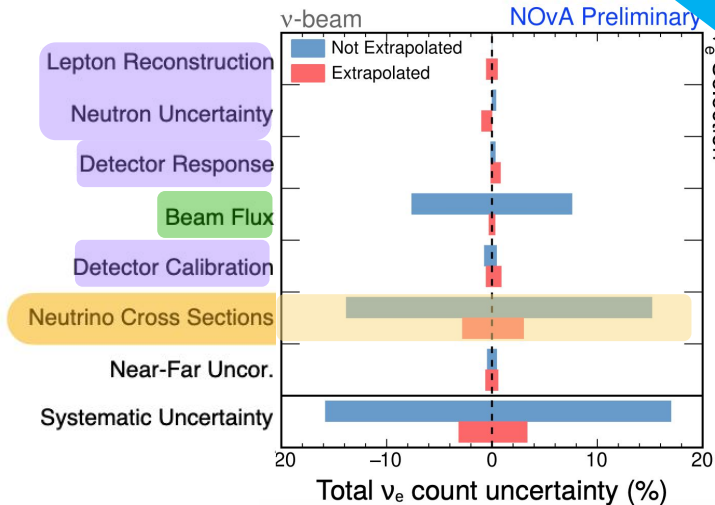 ν-beam
NOvA Preliminary
Not Extrapolated
Extrapolated
Lepton Reconstruction
Neutron Uncertainty
Detector Response
Beam Flux
Detector Calibration
Neutrino Cross Sections
Near-Far Uncor.
Systematic Uncertainty
20 −10 0 10 20
Total νₑ count uncertainty (%)